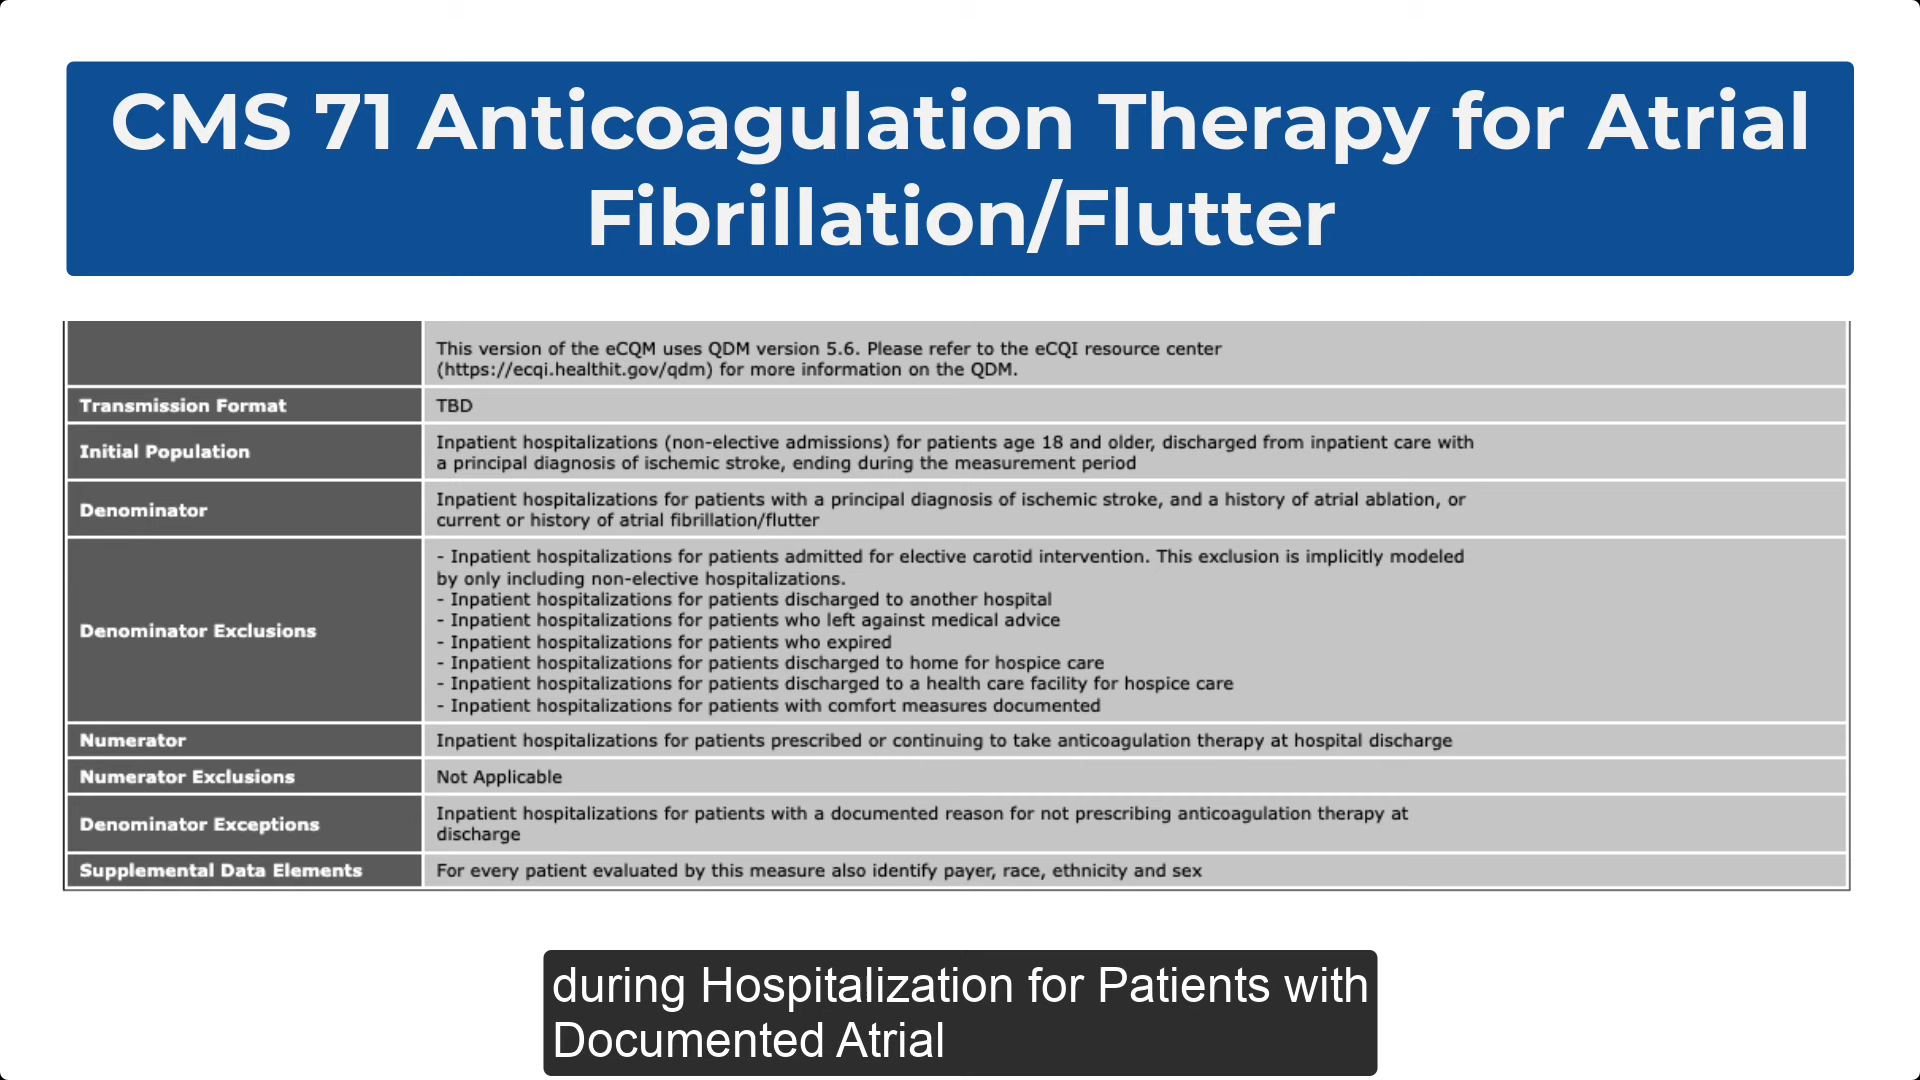 CMS 71 Anticoagulation Therapy for Atrial
Fibrillation/Flutter
This version of the eCQM uses QDM version 5.6. Please refer to the eCQI resource center
(https://ecqi.healthit.gov/qdm) for more information on the QDM.
Transmission Format
TBD
Initial Population
Inpatient hospitalizations (non-elective admissions) for patients age 18 and older, discharged from inpatient care with
a principal diagnosis of ischemic stroke, ending during the measurement period
Denominator
Inpatient hospitalizations for patients with a principal diagnosis of ischemic stroke, and a history of atrial ablation, or
current or history of atrial fibrillation/flutter
Denominator Exclusions
- Inpatient hospitalizations for patients admitted for elective carotid intervention. This exclusion is implicitly modeled
by only including non-elective hospitalizations.
- Inpatient hospitalizations for patients discharged to another hospital
- Inpatient hospitalizations for patients who left against medical advice
- Inpatient hospitalizations for patients who expired
- Inpatient hospitalizations for patients discharged to home for hospice care
- Inpatient hospitalizations for patients discharged to a health care facility for hospice care
- Inpatient hospitalizations for patients with comfort measures documented
Numerator
Inpatient hospitalizations for patients prescribed or continuing to take anticoagulation therapy at hospital discharge
Numerator Exclusions
Not Applicable
Denominator Exceptions
Inpatient hospitalizations for patients with a documented reason for not prescribing anticoagulation therapy at
discharge
Supplemental Data Elements
For every patient evaluated by this measure also identify payer, race, ethnicity and sex
during Hospitalization for Patients with
Documented Atrial